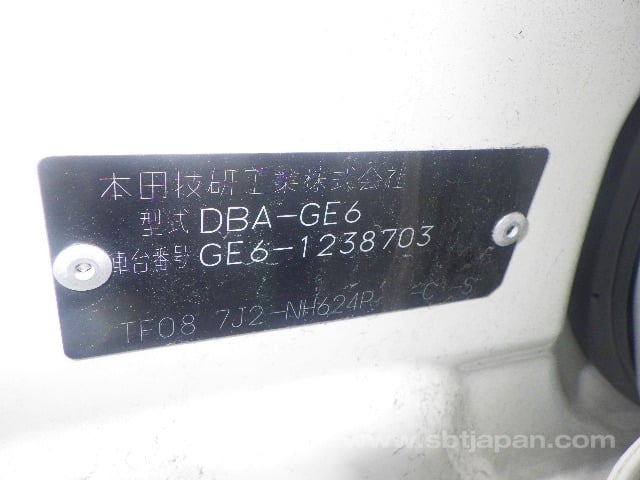 本田技研工業株式会社
型式 DBA-GE6
車台番号 GE6-1238703
TF08 7J2-NH624P
www.sbtjapan.com